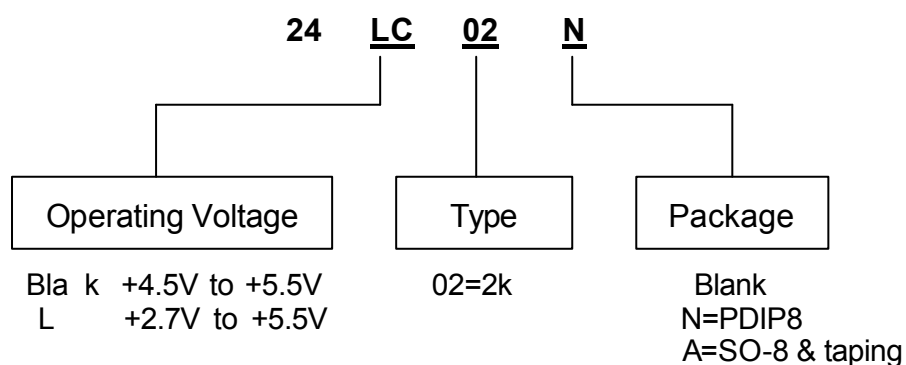 24 LC 02 N
Operating Voltage Type Package
Bla k +4.5V to +5.5V 02=2k Blank
L +2.7V to +5.5V N=PDIP8
A=SO-8 & taping